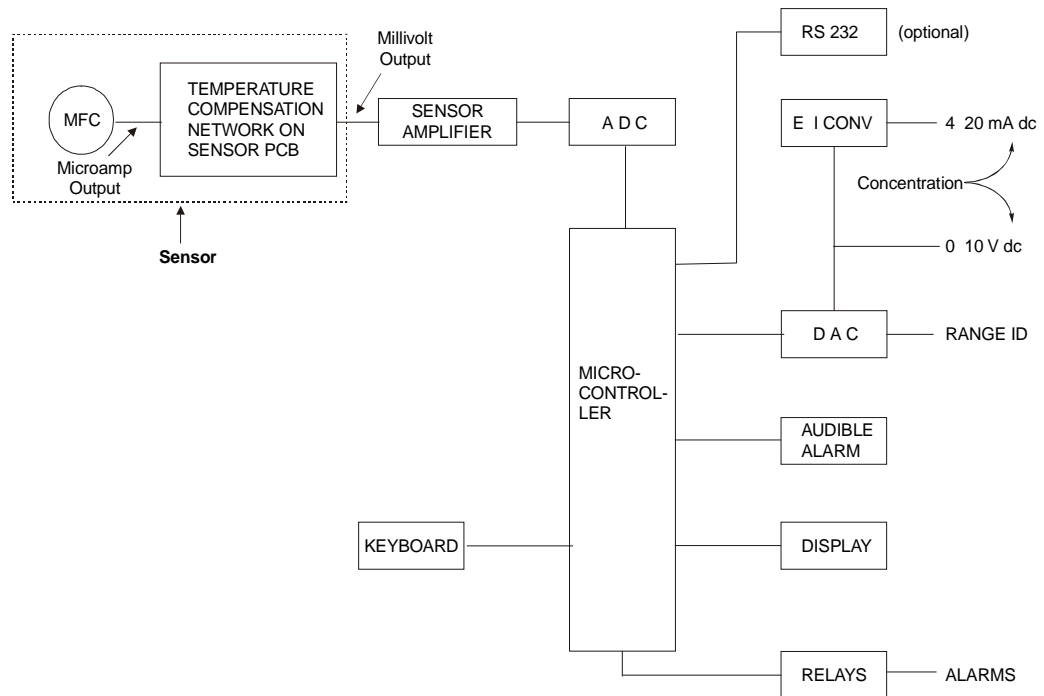 RS 232 (optional)
Millivolt
Output
TEMPERATURE
COMPENSATION
NETWORK ON
SENSOR PCB
MFC
SENSOR
AMPLIFIER
A D C
E I CONV
4 20 mA dc
Microamp
Output
Concentration
Sensor
0 10 V dc
D A C
RANGE ID
MICRO-
CONTROL-
LER
AUDIBLE
ALARM
KEYBOARD
DISPLAY
RELAYS
ALARMS